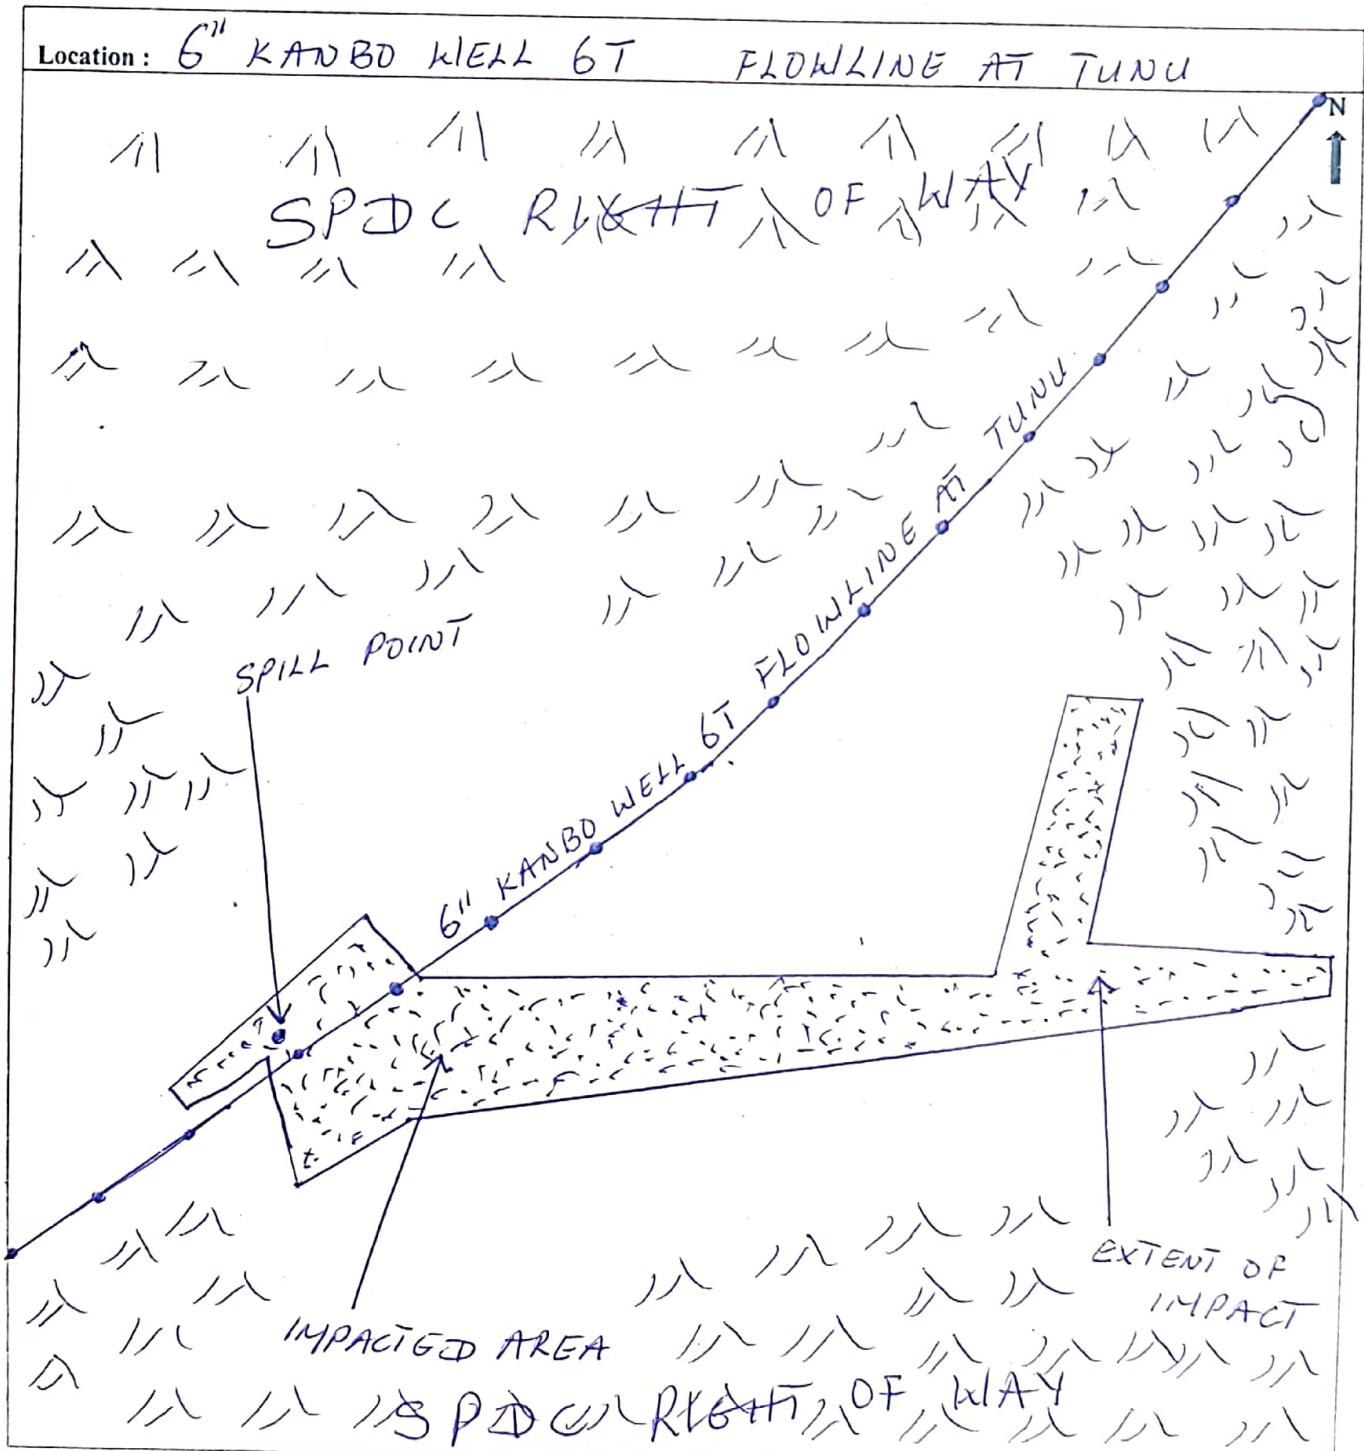 Location : 6" KANBO WELL 6T FLOWLINE AT TUNU
N
SPDC RIGHT OF WAY
SPILL POINT
6" KANBO WELL 6T FLOWLINE AT TUNU
EXTENT OF
IMPACT
IMPACTED AREA
SPDC RIGHT OF WAY